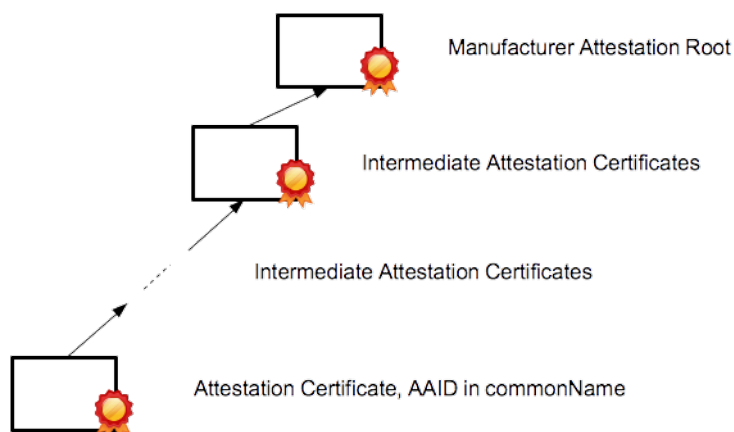 Manufacturer Attestation Root
Intermediate Attestation Certificates
Intermediate Attestation Certificates
Attestation Certificate, AAID in commonName